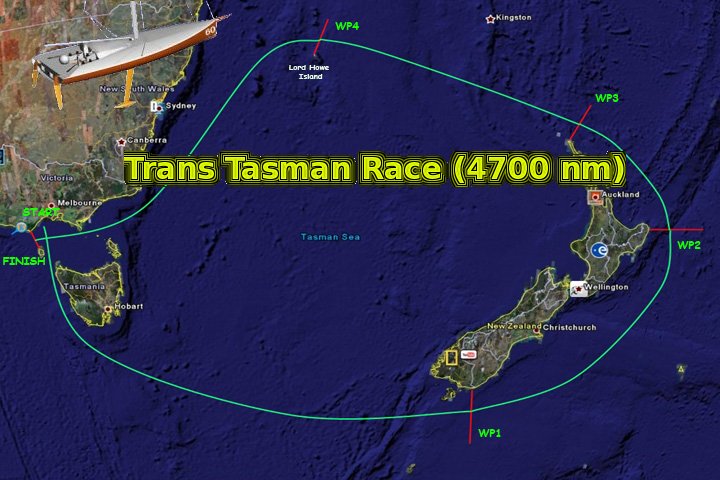 60
WP4
Kingston
Lord Howe
Island
New South Wales
WP3
Sydney
Canberra
Trans Tasman Race (4700 nm)
Victoria
Auckland
Melbourne
START
Tasman Sea
WP2
FINISH
Tasmania
Wellington
Hobart
New Zealand
Christchurch
WP1